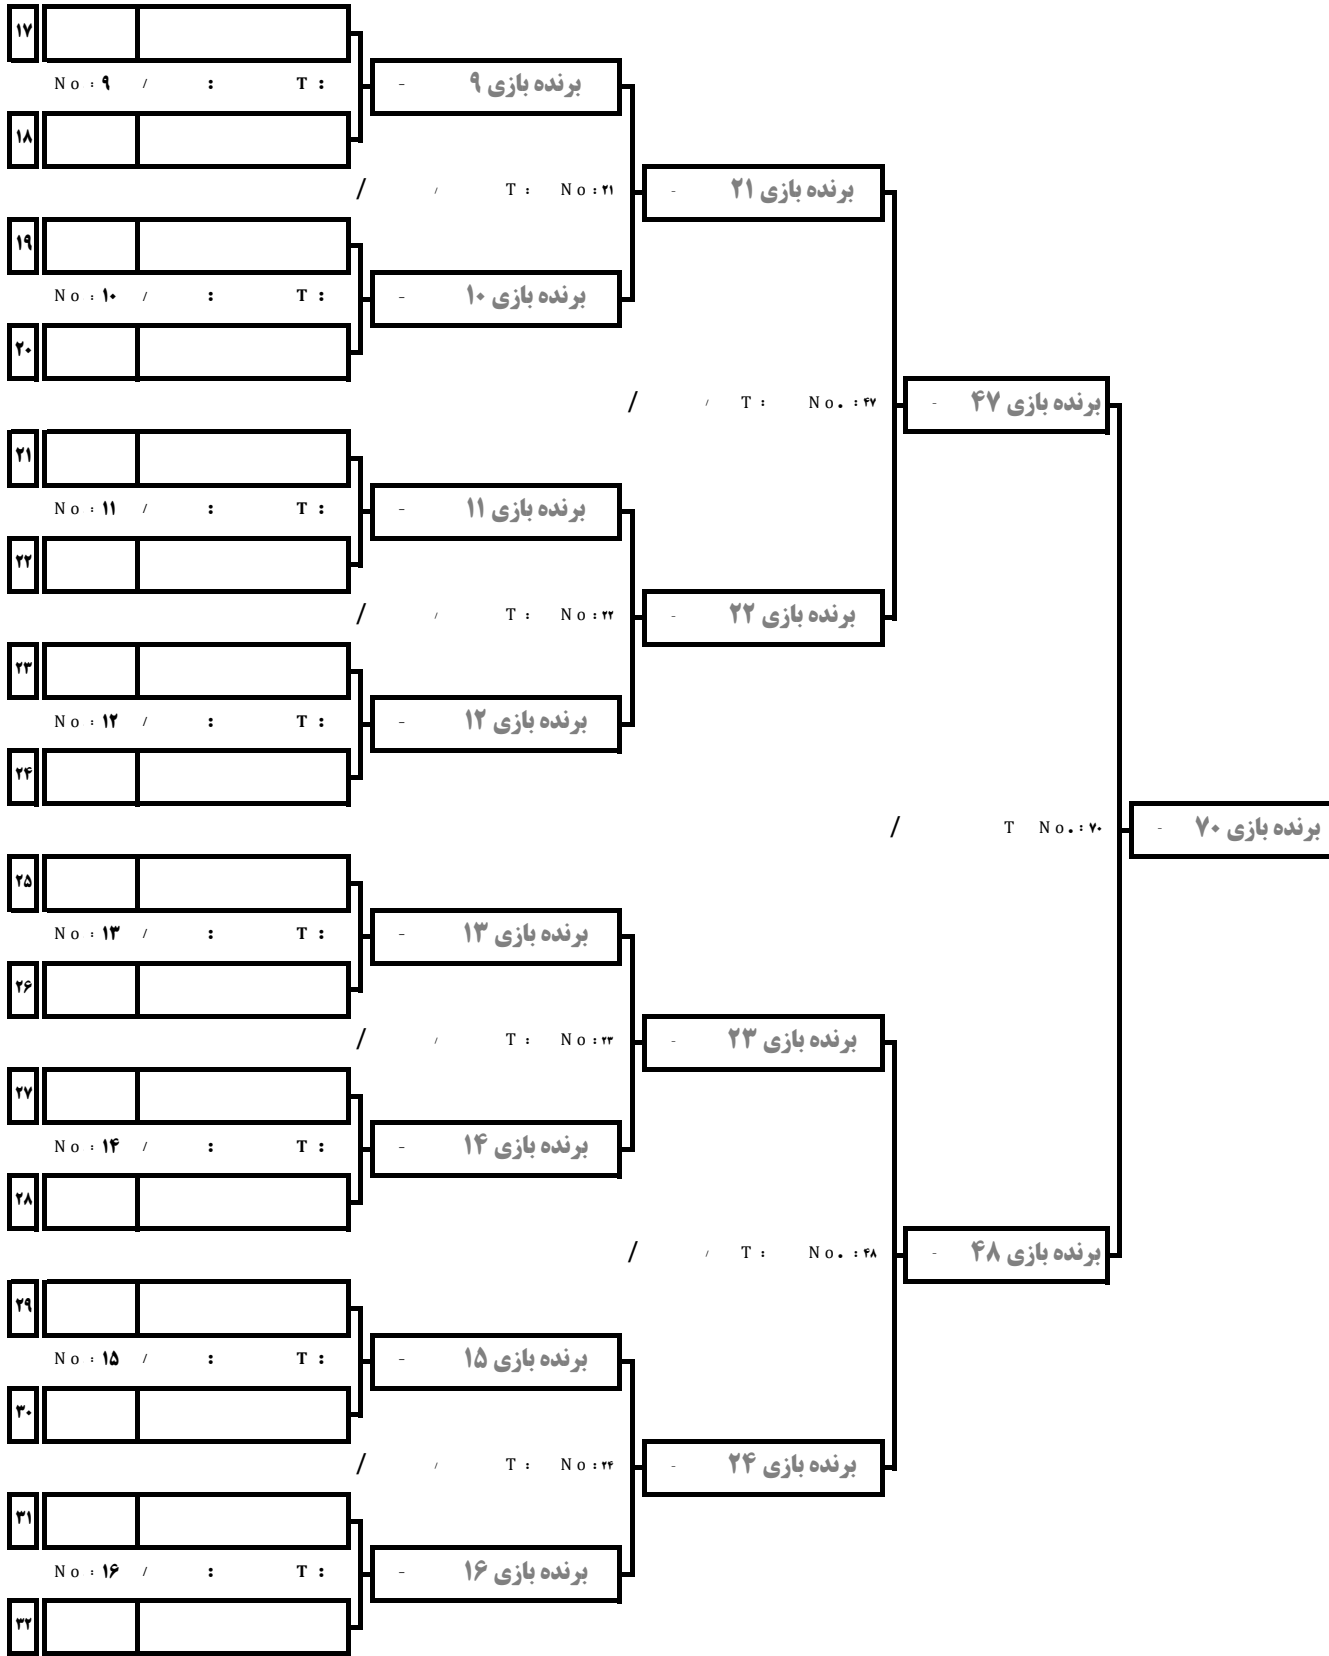 ۱۷
No : ۹ / : T :
برنده بازی ۹ -
۱۸
/ / T : No : ۲۱
برنده بازی ۲۱ -
۱۹
No : ۱۰ / : T :
برنده بازی ۱۰ -
۲۰
/ / T : No. : ۴۷
برنده بازی ۴۷ -
۲۱
No : ۱۱ / : T :
برنده بازی ۱۱ -
۲۲
/ / T : No : ۲۲
برنده بازی ۲۲ -
۲۳
No : ۱۲ / : T :
برنده بازی ۱۲ -
۲۴
/ T No. : ۷۰
برنده بازی ۷۰ -
۲۵
No : ۱۳ / : T :
برنده بازی ۱۳ -
۲۶
/ / T : No : ۲۳
برنده بازی ۲۳ -
۲۷
No : ۱۴ / : T :
برنده بازی ۱۴ -
۲۸
/ / T : No. : ۴۸
برنده بازی ۴۸ -
۲۹
No : ۱۵ / : T :
برنده بازی ۱۵ -
۳۰
/ / T : No : ۲۴
برنده بازی ۲۴ -
۳۱
No : ۱۶ / : T :
برنده بازی ۱۶ -
۳۲